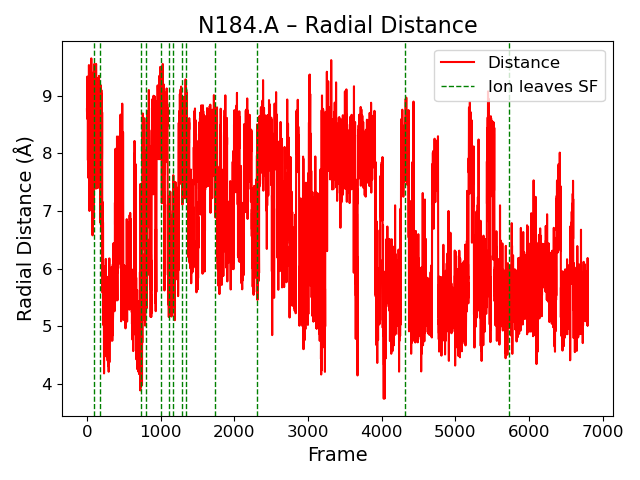 N184.A – Radial Distance
Distance
Ion leaves SF
Radial Distance (Å)
9
8
7
6
5
4
0 1000 2000 3000 4000 5000 6000 7000
Frame